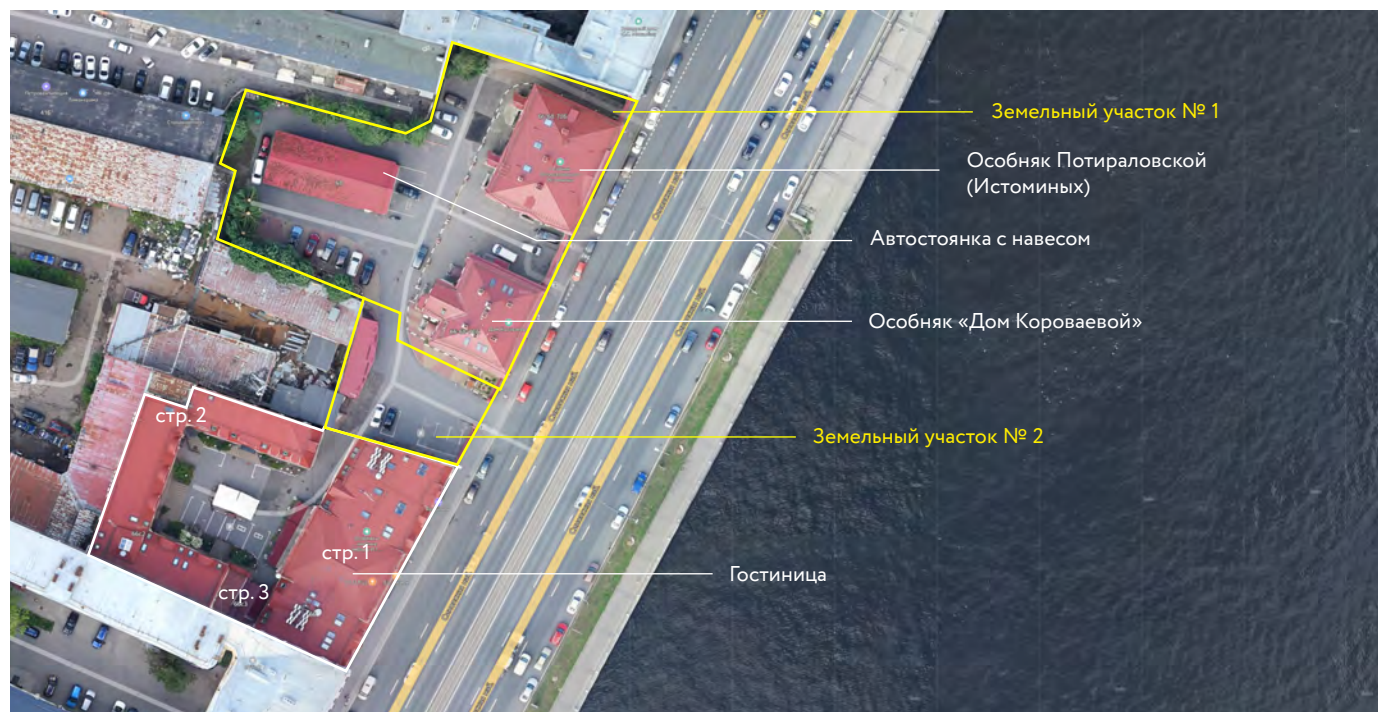 Земельный участок № 1
Особняк Потираловской
(Истоминых)
Автостоянка с навесом
Особняк «Дом Короваевой»
стр. 2
Земельный участок № 2
стр. 1
Гостиница
стр. 3